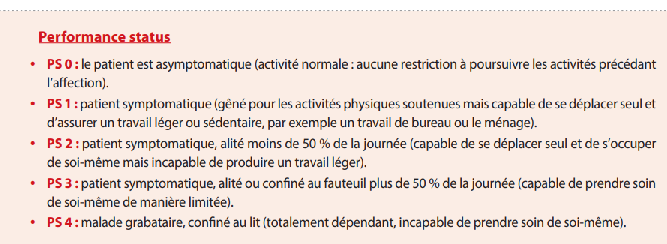 Performance status
• PS 0 : le patient est asymptomatique (activité normale : aucune restriction à poursuivre les activités précédant
l’affection).
• PS 1 : patient symptomatique (gêné pour les activités physiques soutenues mais capable de se déplacer seul et
d’assurer un travail léger ou sédentaire, par exemple un travail de bureau ou le ménage).
• PS 2 : patient symptomatique, alité moins de 50 % de la journée (capable de se déplacer seul et de s’occuper
de soi-même mais incapable de produire un travail léger).
• PS 3 : patient symptomatique, alité ou confiné au fauteuil plus de 50 % de la journée (capable de prendre soin
de soi-même de manière limitée).
• PS 4 : malade grabataire, confiné au lit (totalement dépendant, incapable de prendre soin de soi-même).